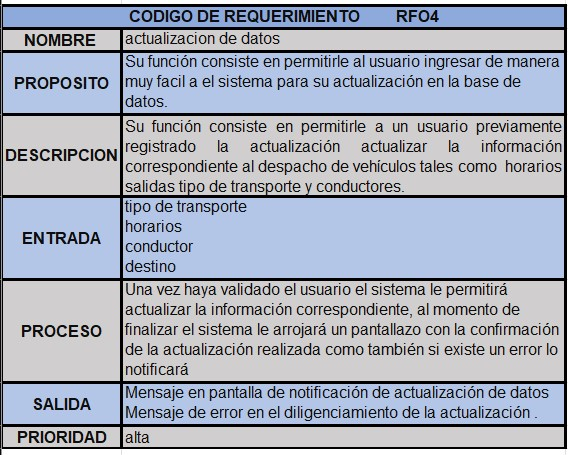 CODIGO DE REQUERIMIENTO RFO4
NOMBRE actualizacion de datos
PROPOSITO
Su función consiste en permitirle al usuario ingresar de manera
muy facil a el sistema para su actualización en la base de
datos.
DESCRIPCION
Su función consiste en permitirle a un usuario previamente
registrado la actualización actualizar la información
correspondiente al despacho de vehículos tales como horarios
salidas tipo de transporte y conductores.
ENTRADA
tipo de transporte
horarios
conductor
destino
PROCESO
Una vez haya validado el usuario el sistema le permitirá
actualizar la información correspondiente, al momento de
finalizar el sistema le arrojará un pantallazo con la confirmación
de la actualización realizada como también si existe un error lo
notificará
SALIDA
Mensaje en pantalla de notificación de actualización de datos
Mensaje de error en el diligenciamiento de la actualización .
PRIORIDAD alta